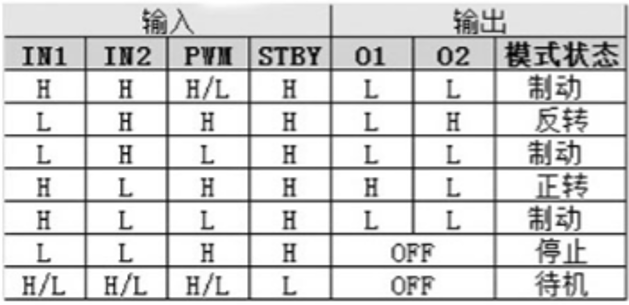 输入 输出
IN1 IN2 PWM STBY O1 O2 模式状态
H H H/L H L L 制动
L H H H L H 反转
L H L H L L 制动
H L H H H L 正转
H L L H L L 制动
L L H H OFF 停止
H/L H/L H/L L OFF 待机